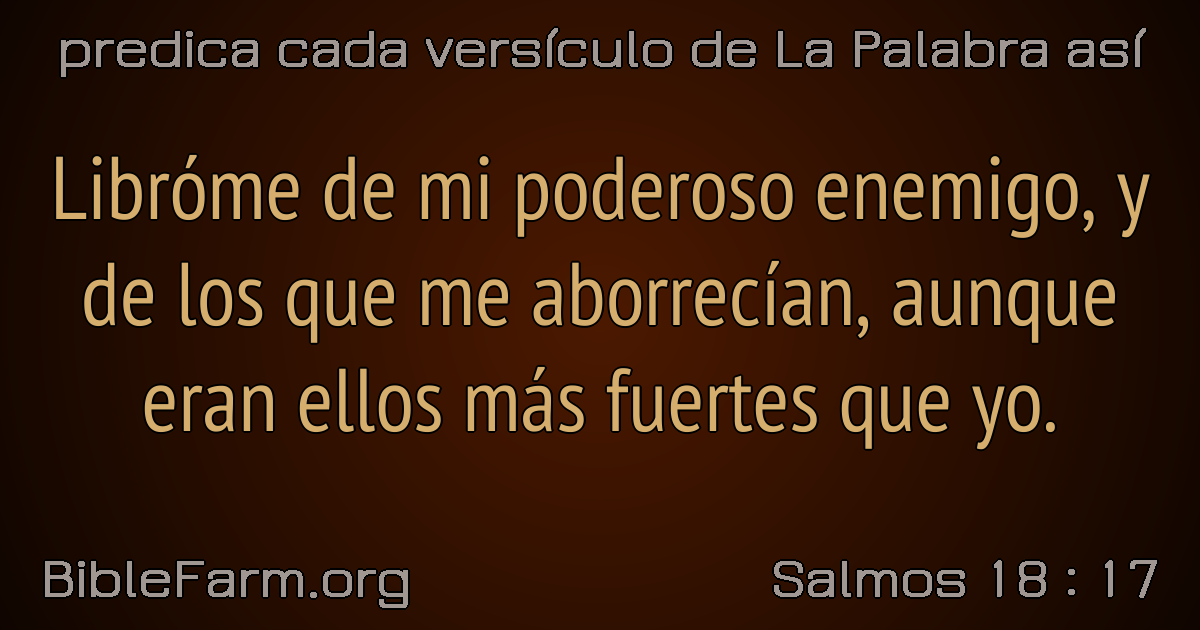 predica cada versículo de La Palabra así
Libróme de mi poderoso enemigo, y
de los que me aborrecían, aunque
eran ellos más fuertes que yo.
BibleFarm.org
Salmos 18 : 17